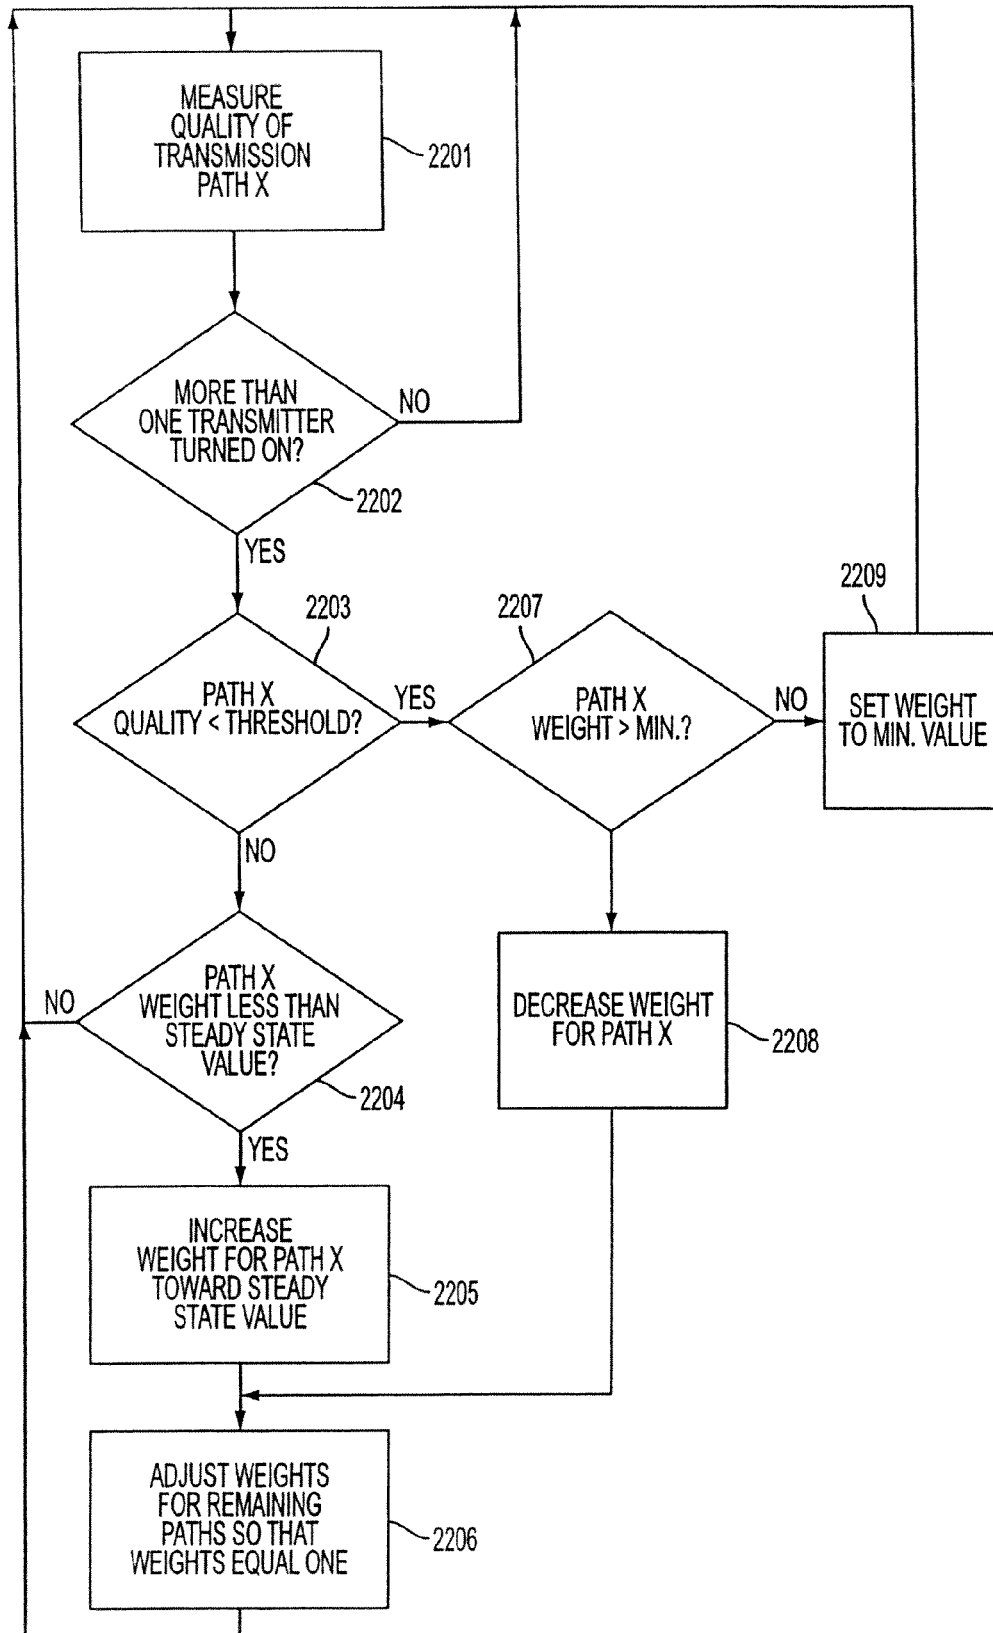 MEASURE
QUALITY OF
TRANSMISSION
PATH X
2201
MORE THAN
ONE TRANSMITTER
TURNED ON?
NO
2202
YES
2203
PATH X
QUALITY < THRESHOLD?
YES
2207
PATH X
WEIGHT > MIN.?
NO
2209
SET WEIGHT
TO MIN. VALUE
NO
PATH X
WEIGHT LESS THAN
STEADY STATE
VALUE?
NO
2204
YES
DECREASE WEIGHT
FOR PATH X
2208
INCREASE
WEIGHT FOR PATH X
TOWARD STEADY
STATE VALUE
2205
ADJUST WEIGHTS
FOR REMAINING
PATHS SO THAT
WEIGHTS EQUAL ONE
2206